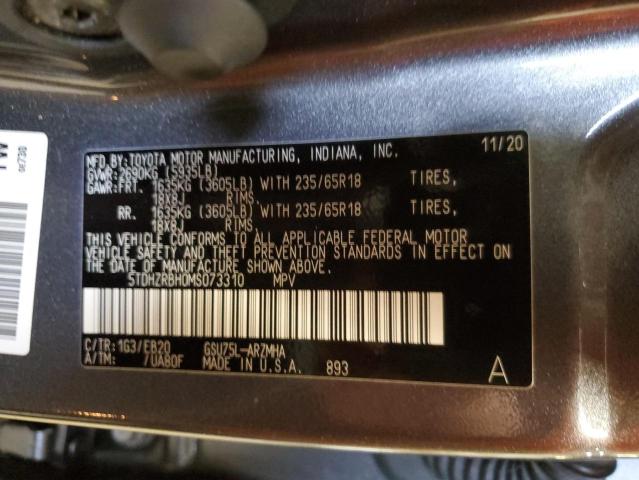 MFD.BY:TOYOTA MOTOR MANUFACTURING, INDIANA, INC. 11/20
GVWR:2690KG (5935LB)
GAWR:FRT. 1635KG (3605LB) WITH 235/65R18 TIRES,
18X8J RIMS,
RR. 1635KG (3605LB) WITH 235/65R18 TIRES,
18X8J RIMS.
THIS VEHICLE CONFORMS TO ALL APPLICABLE FEDERAL MOTOR
VEHICLE SAFETY AND THEFT PREVENTION STANDARDS IN EFFECT ON
THE DATE OF MANUFACTURE SHOWN ABOVE.
5TDHZRBH0MS073310 MPV
C/TR:1G3/EB20 GSU75L-ARZMHA
A/TM: /UA80F MADE IN U.S.A. 893 A